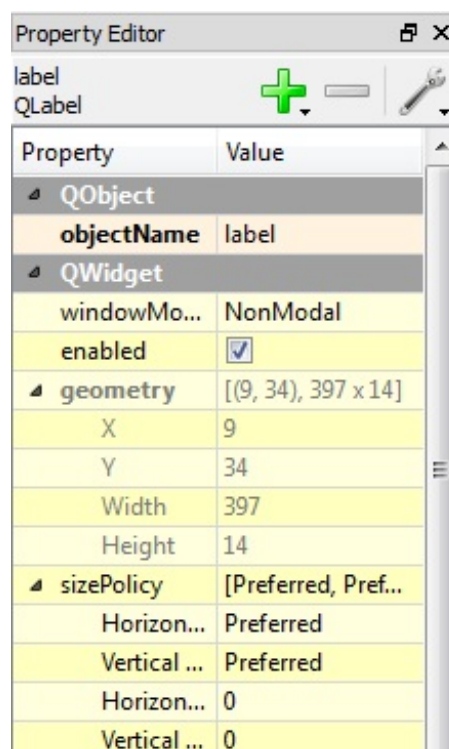 Property Editor
label
QLabel
Property Value
QObject
objectName label
QWidget
windowMo... NonModal
enabled
geometry [(9, 34), 397 x 14]
X 9
Y 34
Width 397
Height 14
sizePolicy [Preferred, Pref...
Horizon... Preferred
Vertical ... Preferred
Horizon... 0
Vertical ... 0